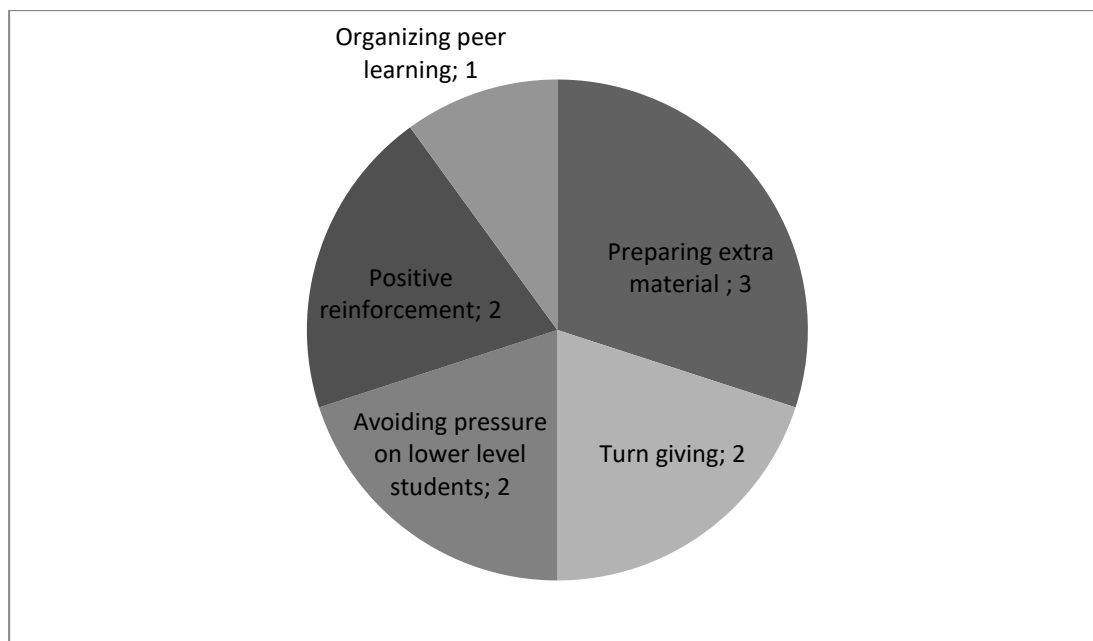 Organizing peer
learning; 1
Preparing extra
material ; 3
Positive
reinforcement; 2
Avoiding pressure
on lower level
students; 2
Turn giving; 2